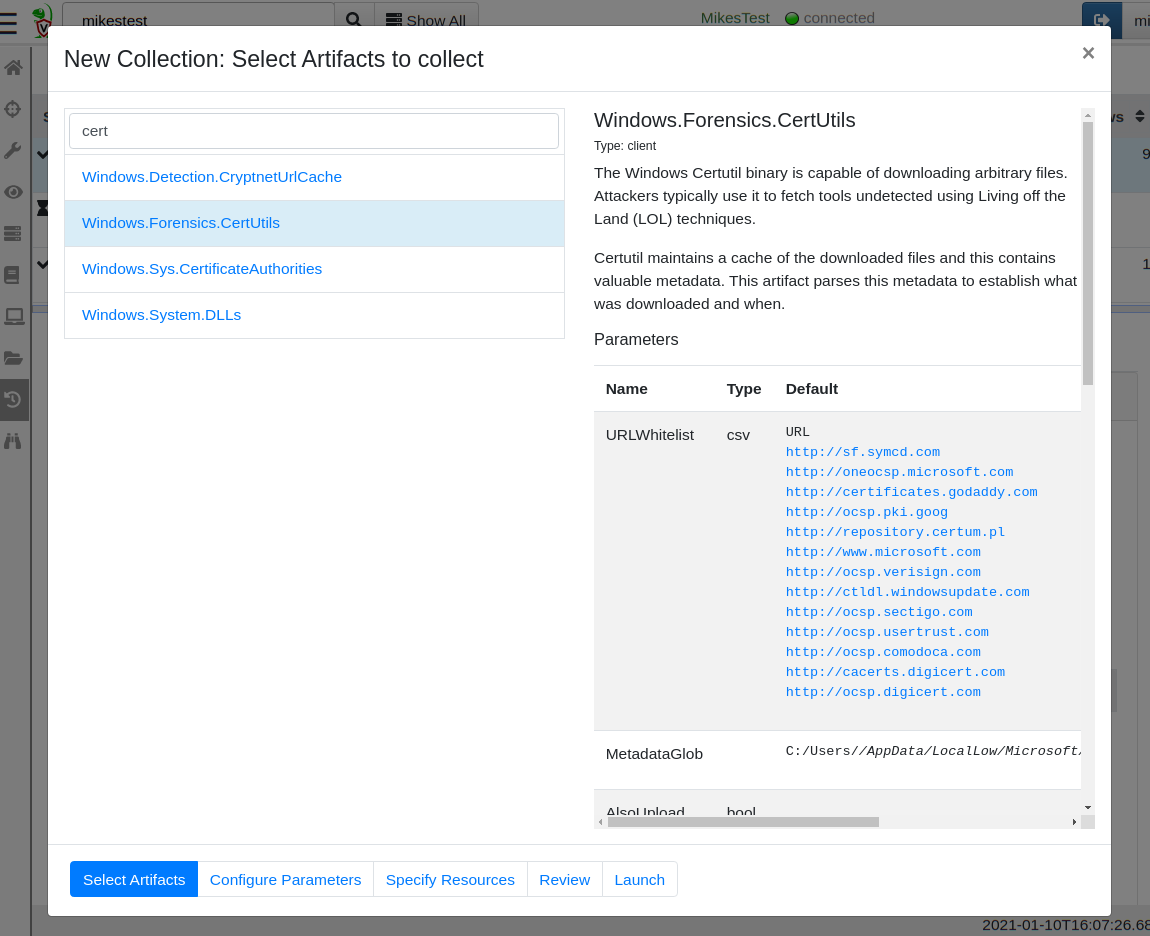 mikestest
Show All
MikesTest
connected
New Collection: Select Artifacts to collect
×
cert
Windows.Detection.CryptnetUrlCache
Windows.Forensics.CertUtils
Windows.Sys.CertificateAuthorities
Windows.System.DLLs
Windows.Forensics.CertUtils
Type: client
The Windows Certutil binary is capable of downloading arbitrary files.
Attackers typically use it to fetch tools undetected using Living off the
Land (LOL) techniques.
Certutil maintains a cache of the downloaded files and this contains
valuable metadata. This artifact parses this metadata to establish what
was downloaded and when.
Parameters
Name Type Default
URLWhitelist csv URL
http://sf.symcd.com
http://oneocsp.microsoft.com
http://certificates.godaddy.com
http://ocsp.pki.goog
http://repository.certum.pl
http://www.microsoft.com
http://ocsp.verisign.com
http://ctldl.windowsupdate.com
http://ocsp.sectigo.com
http://ocsp.usertrust.com
http://ocsp.comodoca.com
http://cacerts.digicert.com
http://ocsp.digicert.com
MetadataGlob C:/Users//AppData/LocalLow/Microsoft/
AlsoUpload bool
Select Artifacts Configure Parameters Specify Resources Review Launch
2021-01-10T16:07:26.68